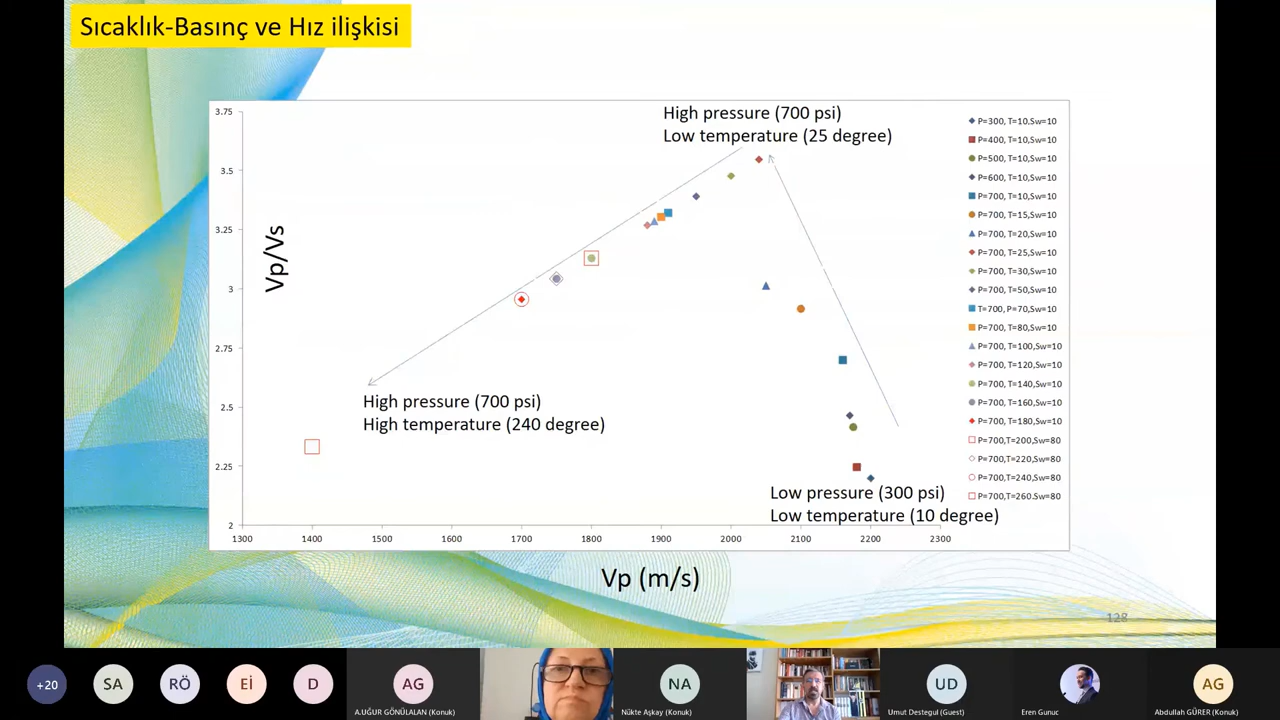 Sıcaklık-Basınç ve Hız ilişkisi
High pressure (700 psi)
Low temperature (25 degree)
3.75
3.5
3.25
3
2.75
2.5
2.25
2
Vp/Vs
High pressure (700 psi)
High temperature (240 degree)
Low pressure (300 psi)
Low temperature (10 degree)
P=300, T=10,Sw=10
P=400, T=10,Sw=10
P=500, T=10,Sw=10
P=600, T=10,Sw=10
P=700, T=10,Sw=10
P=700, T=15,Sw=10
P=700, T=20,Sw=10
P=700, T=25,Sw=10
P=700, T=30,Sw=10
P=700, T=50,Sw=10
T=700, P=70,Sw=10
P=700, T=80,Sw=10
P=700, T=100,Sw=10
P=700, T=120,Sw=10
P=700, T=140,Sw=10
P=700, T=160,Sw=10
P=700, T=180,Sw=10
P=700,T=200,Sw=80
P=700,T=220,Sw=80
P=700,T=240,Sw=80
P=700,T=260,Sw=80
1300 1400 1500 1600 1700 1800 1900 2000 2100 2200 2300
Vp (m/s)
128
+20 SA RÖ Eİ D AG NA UD AG
A.UĞUR GÖNÜLALAN (Konuk) Nükte Aşkay (Konuk) Umut Destegul (Guest) Eren Gunuc Abdullah GÜRER (Konuk)